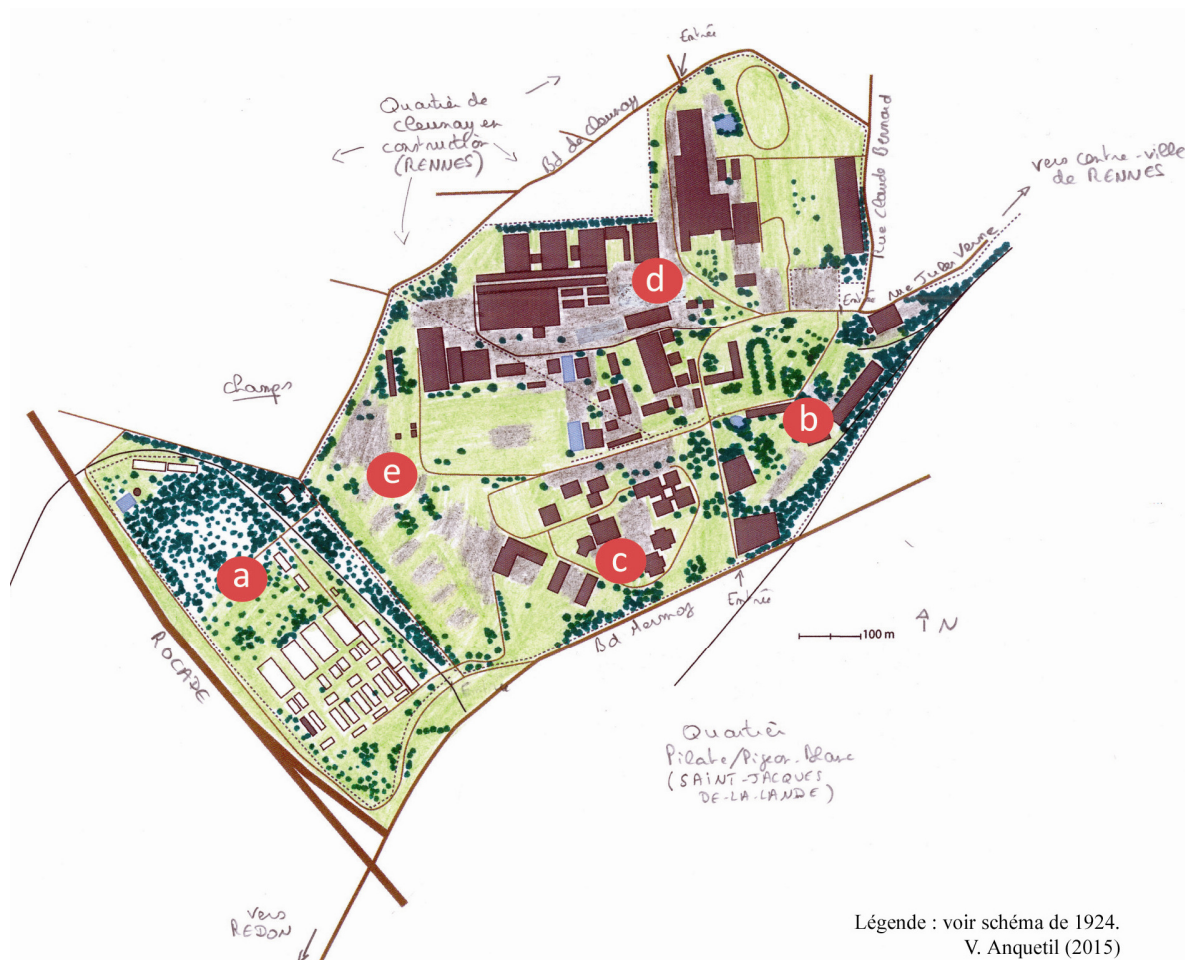 Entrée
Quartier de
Cleunay en
construction
(RENNES)
Bd de Cleunay
Rue Claude Bernard
vers centre-ville
de RENNES
Rue Jules Verne
Entrée
d
b
champs
e
c
a
Entrée
100 m
N
Bd Mermoz
ROCADE
Quartier
Pilate/Pigeon-Blanc
(SAINT-JACQUES
DE-LA-LANDE)
vers
REDON
Légende : voir schéma de 1924.
V. Anquetil (2015)